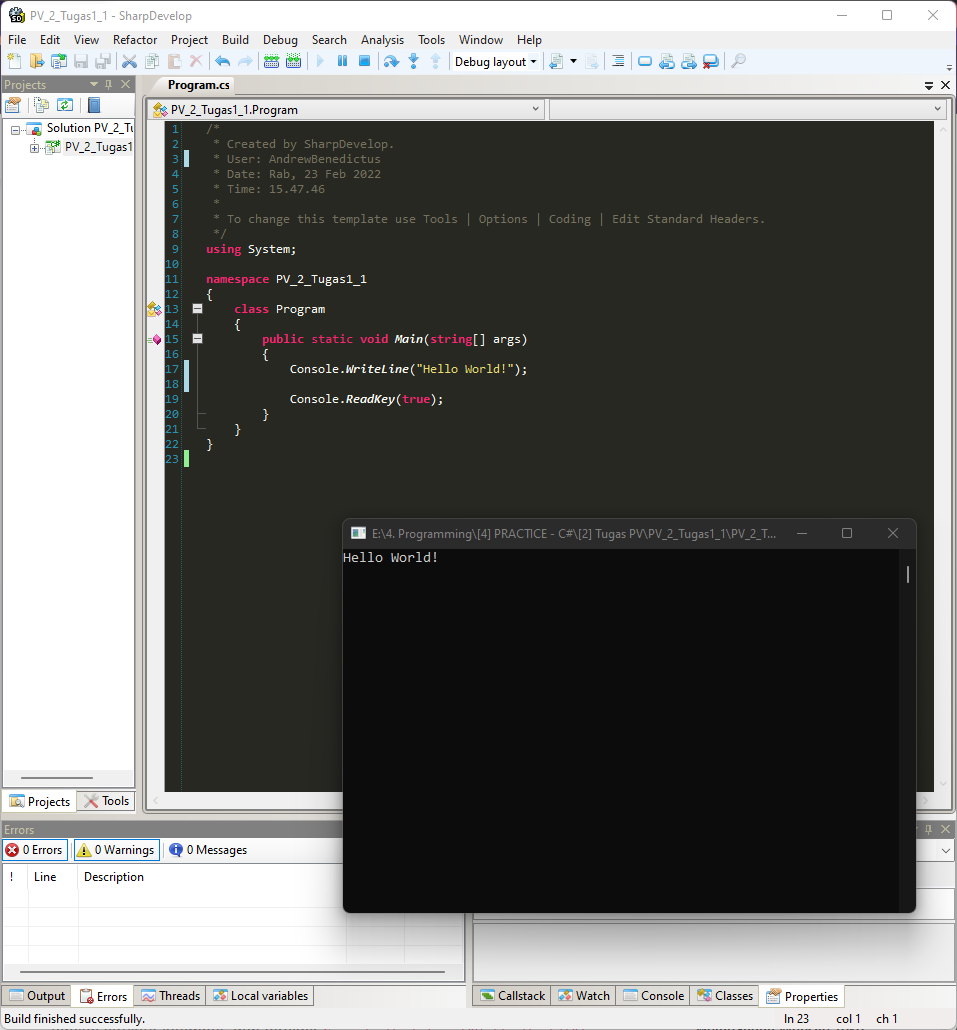 PV_2_Tugas1_1 - SharpDevelop
File Edit View Refactor Project Build Debug Search Analysis Tools Window Help
Debug layout
Projects
Program.cs
PV_2_Tugas1_1.Program
Solution PV_2_Tu
PV_2_Tugas1
1 /*
2 * Created by SharpDevelop.
3 * User: AndrewBenedictus
4 * Date: Rab, 23 Feb 2022
5 * Time: 15.47.46
6 *
7 * To change this template use Tools | Options | Coding | Edit Standard Headers.
8 */
9 using System;
10
11 namespace PV_2_Tugas1_1
12 {
13 class Program
14 {
15 public static void Main(string[] args)
16 {
17 Console.WriteLine("Hello World!");
18
19 Console.ReadKey(true);
20 }
21 }
22 }
23
E:\4. Programming\[4] PRACTICE - C#\[2] Tugas PV\PV_2_Tugas1_1\PV_2_T...
Hello World!
Projects Tools
Errors
0 Errors 0 Warnings 0 Messages
! Line Description
Output Errors Threads Local variables
Callstack Watch Console Classes Properties
Build finished successfully.
ln 23 col 1 ch 1